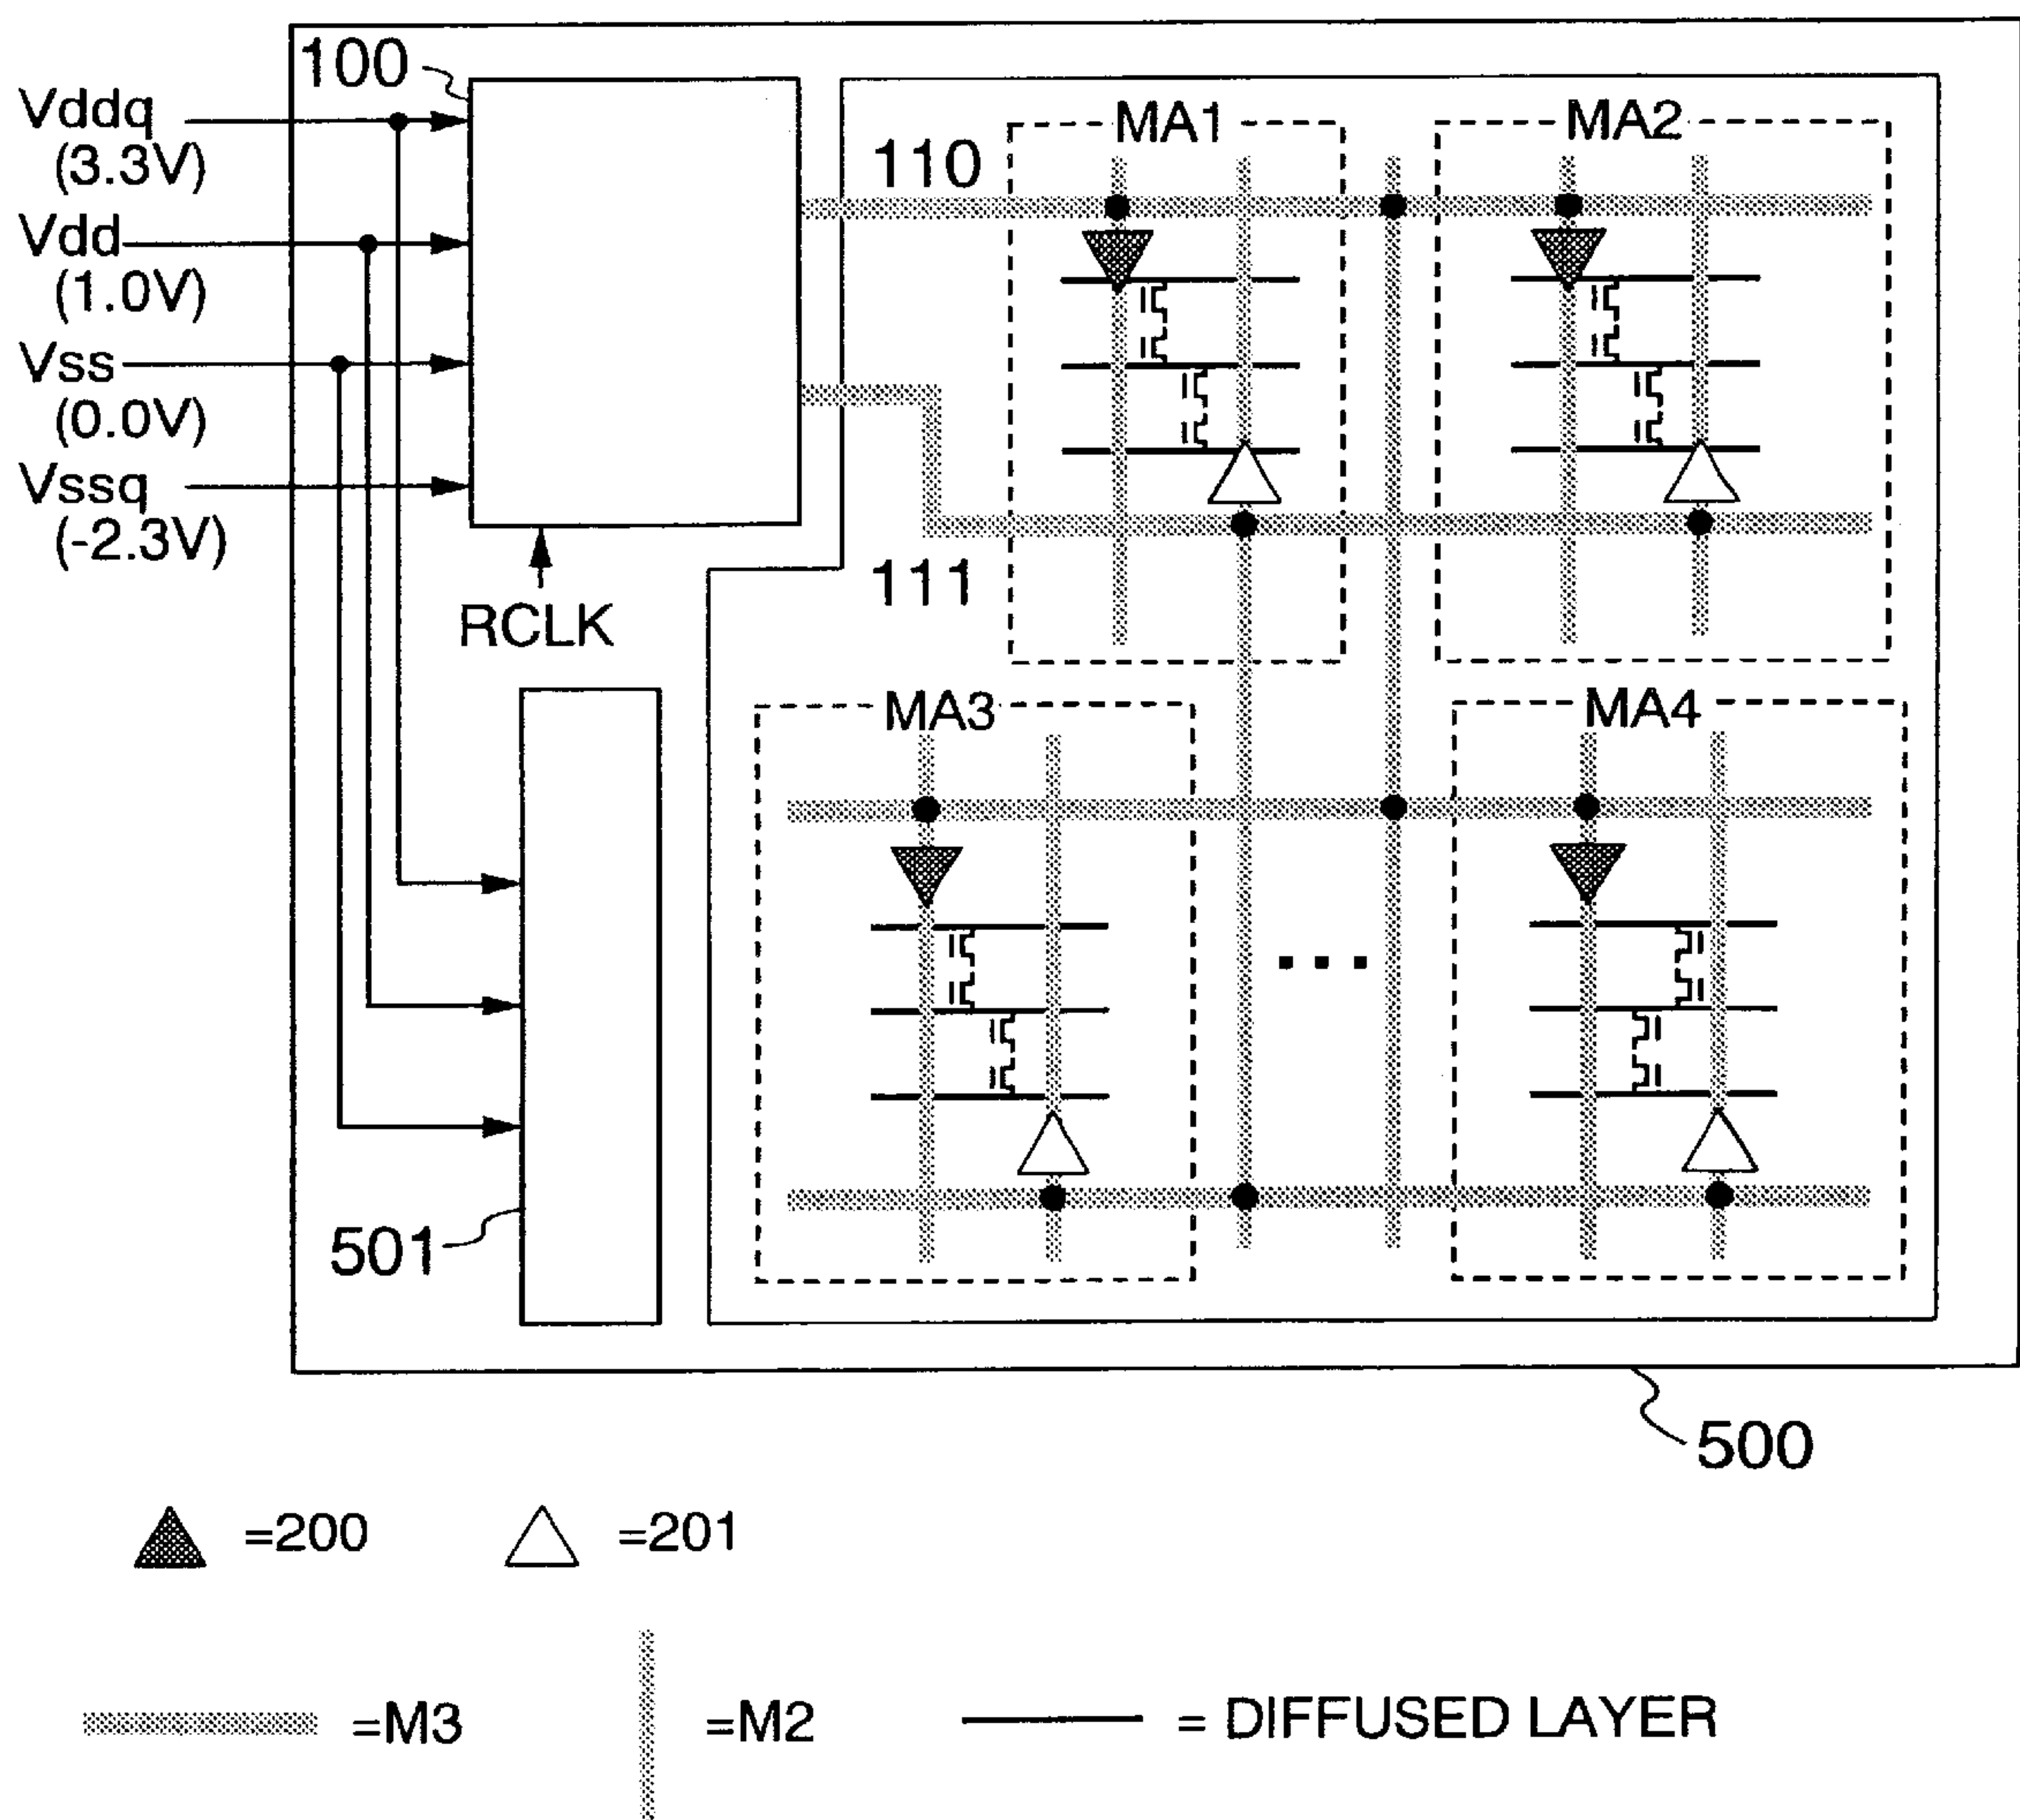 100
Vddq
(3.3V)
Vdd
(1.0V)
Vss
(0.0V)
Vssq
(-2.3V)
RCLK
110
111
MA1
MA2
MA3
MA4
501
500
=200
=201
=M3
=M2
= DIFFUSED LAYER